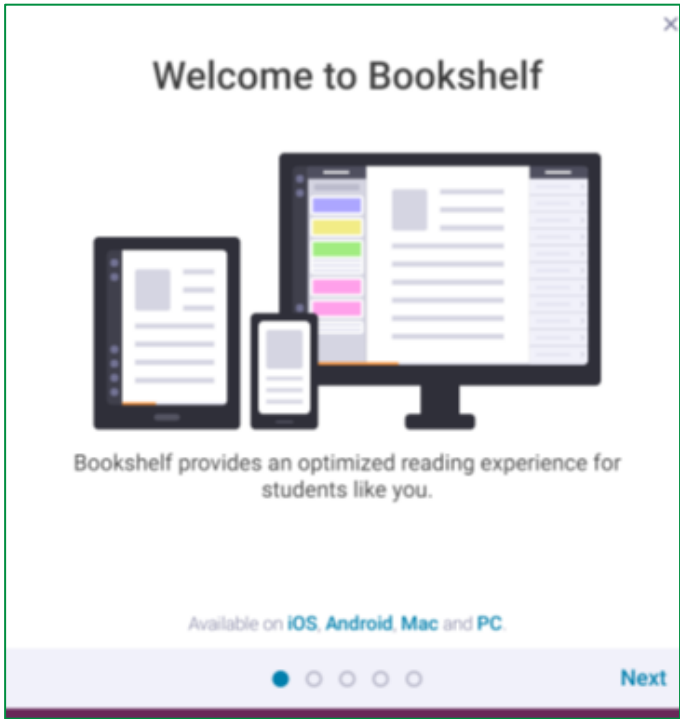 Welcome to Bookshelf
Bookshelf provides an optimized reading experience for
students like you.
Available on iOS, Android, Mac and PC.
Next